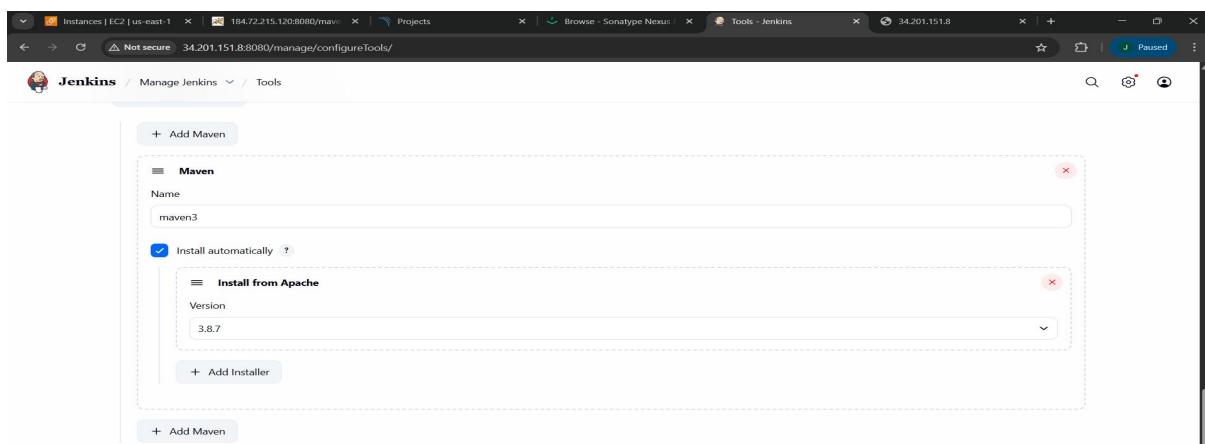 Instances | EC2 | us-east-1
184.72.215.120:8080/mave
Projects
Browse - Sonatype Nexus
Tools - Jenkins
34.201.151.8
Not secure 34.201.151.8:8080/manage/configureTools/
J Paused
Jenkins / Manage Jenkins / Tools
+ Add Maven
Maven
Name
maven3
Install automatically ?
Install from Apache
Version
3.8.7
+ Add Installer
+ Add Maven